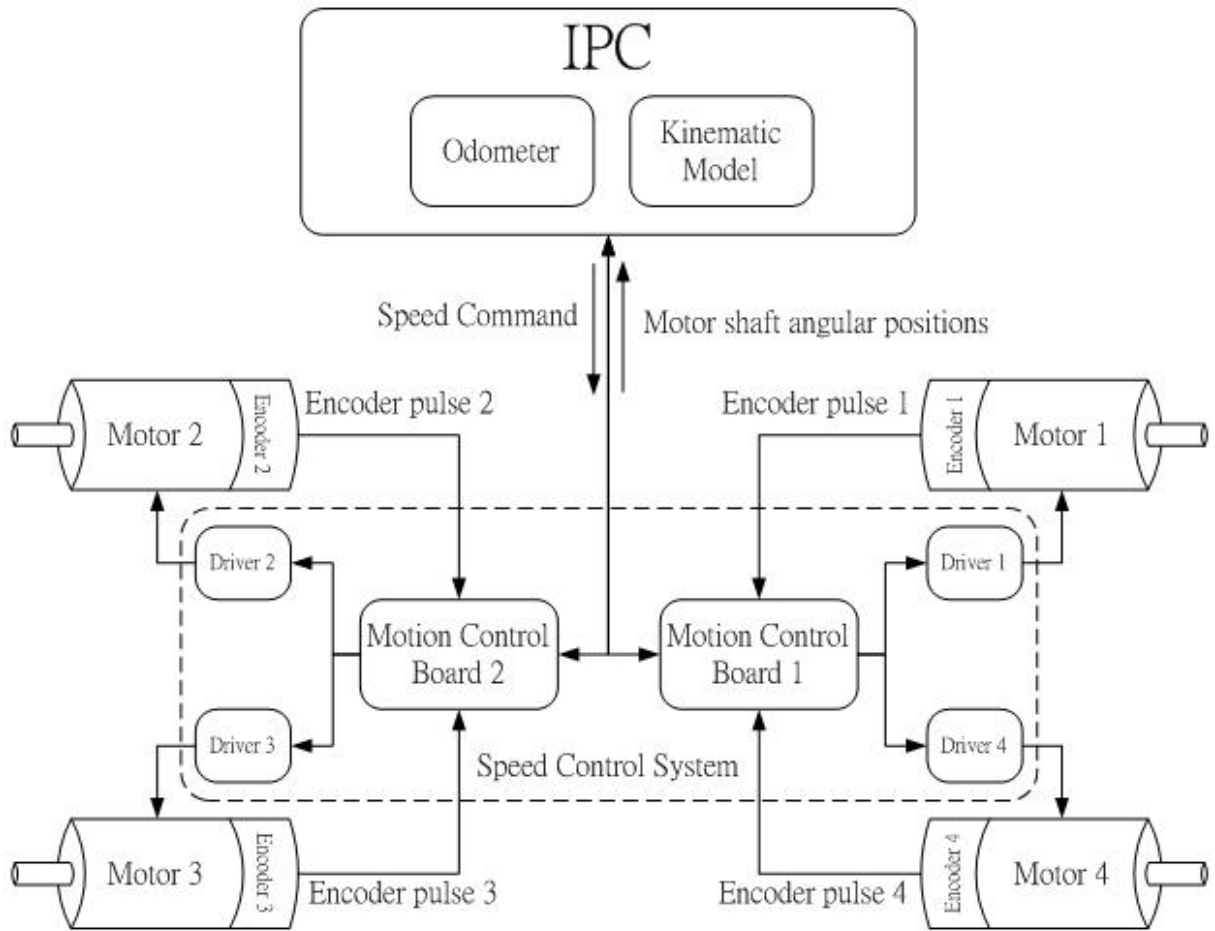 IPC
Odometer
Kinematic
Model
Speed Command
Motor shaft angular positions
Motor 2
Encoder 2
Encoder pulse 2
Encoder pulse 1
Encoder 1
Motor 1
Driver 2
Driver 1
Motion Control
Board 2
Motion Control
Board 1
Driver 3
Driver 4
Speed Control System
Motor 3
Encoder 3
Encoder pulse 3
Encoder pulse 4
Encoder 4
Motor 4